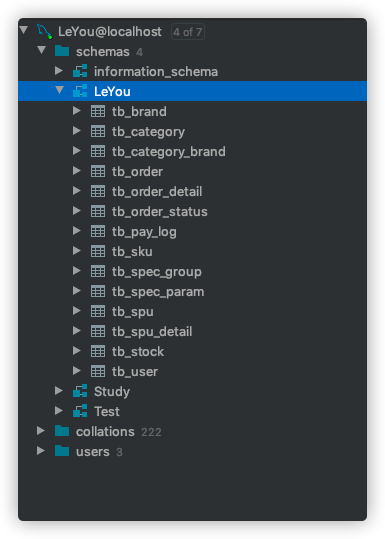 LeYou@localhost 4 of 7
schemas 4
information_schema
LeYou
tb_brand
tb_category
tb_category_brand
tb_order
tb_order_detail
tb_order_status
tb_pay_log
tb_sku
tb_spec_group
tb_spec_param
tb_spu
tb_spu_detail
tb_stock
tb_user
Study
Test
collations 222
users 3